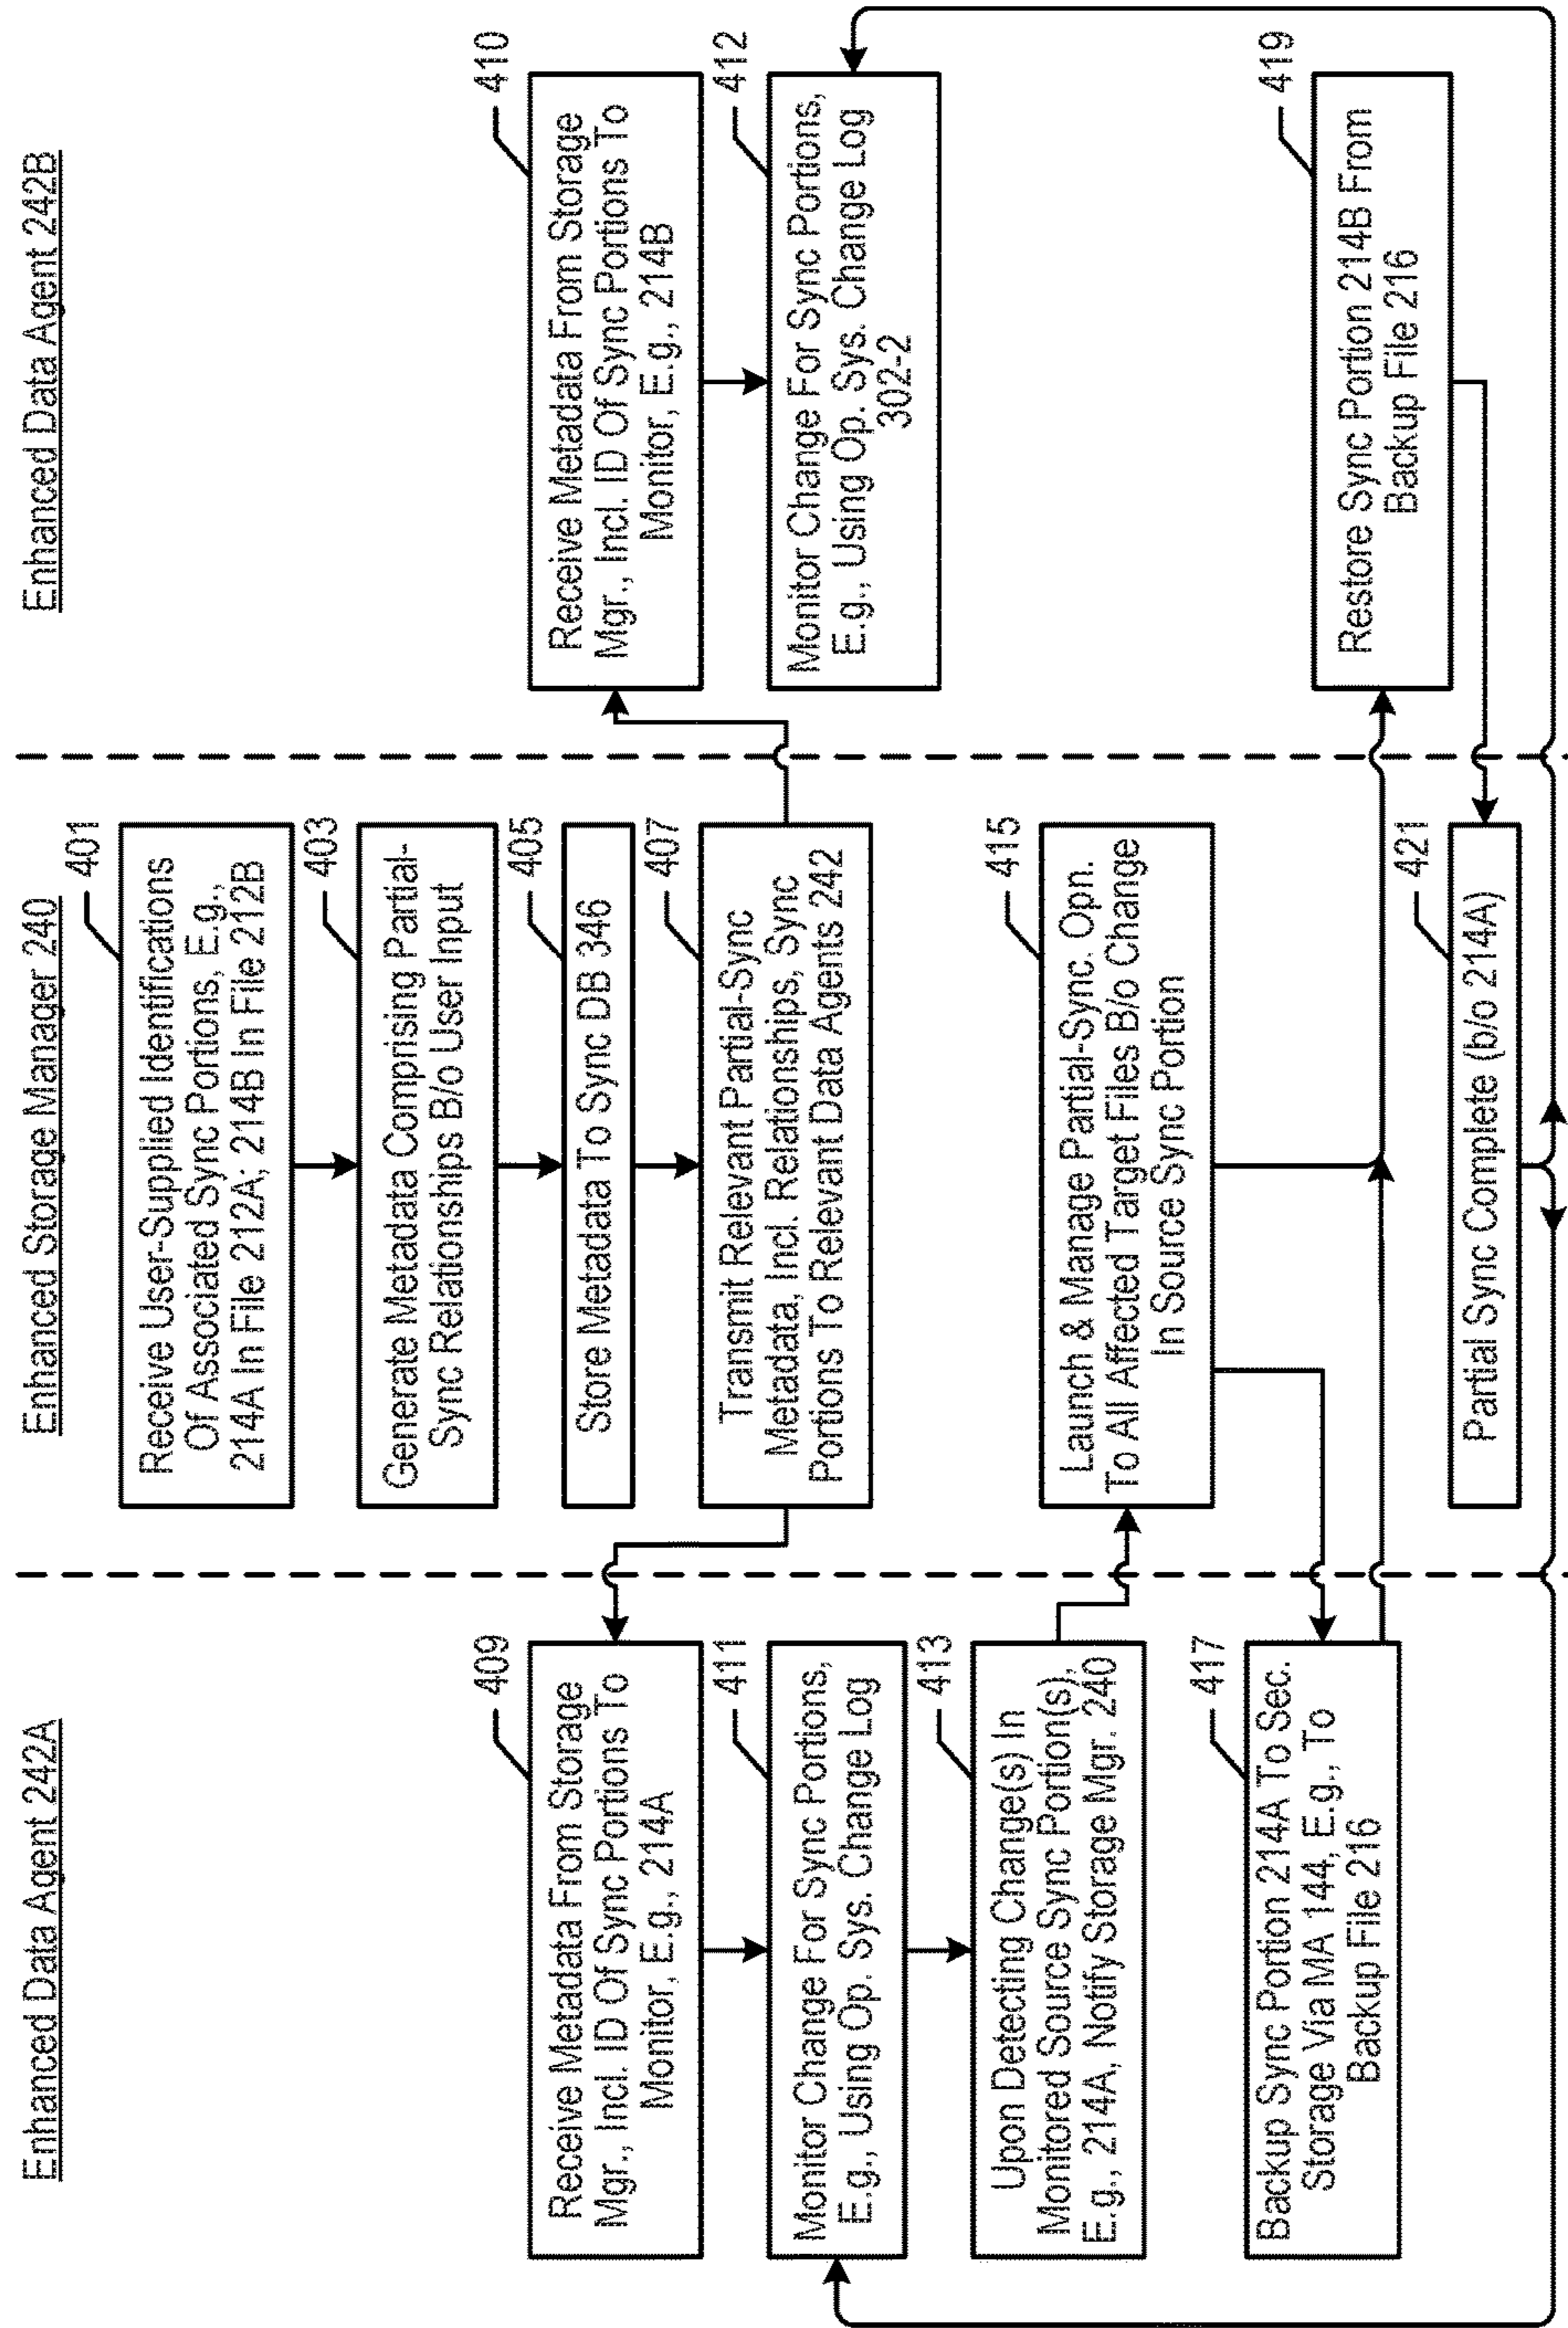 Enhanced Data Agent 242A
Enhanced Storage Manager 240
Enhanced Data Agent 242B
401
Receive User-Supplied Identifications
Of Associated Sync Portions, E.g.,
214A In File 212A; 214B In File 212B
403
Generate Metadata Comprising Partial-
Sync Relationships B/o User Input
405
Store Metadata To Sync DB 346
407
Transmit Relevant Partial-Sync
Metadata, Incl. Relationships, Sync
Portions To Relevant Data Agents 242
409
Receive Metadata From Storage
Mgr., Incl. ID Of Sync Portions To
Monitor, E.g., 214A
410
Receive Metadata From Storage
Mgr., Incl. ID Of Sync Portions To
Monitor, E.g., 214B
411
Monitor Change For Sync Portions,
E.g., Using Op. Sys. Change Log
412
Monitor Change For Sync Portions,
E.g., Using Op. Sys. Change Log
302-2
413
Upon Detecting Change(s) In
Monitored Source Sync Portion(s),
E.g., 214A, Notify Storage Mgr. 240
415
Launch & Manage Partial-Sync. Opn.
To All Affected Target Files B/o Change
In Source Sync Portion
417
Backup Sync Portion 214A To Sec.
Storage Via MA 144, E.g., To
Backup File 216
419
Restore Sync Portion 214B From
Backup File 216
421
Partial Sync Complete (b/o 214A)